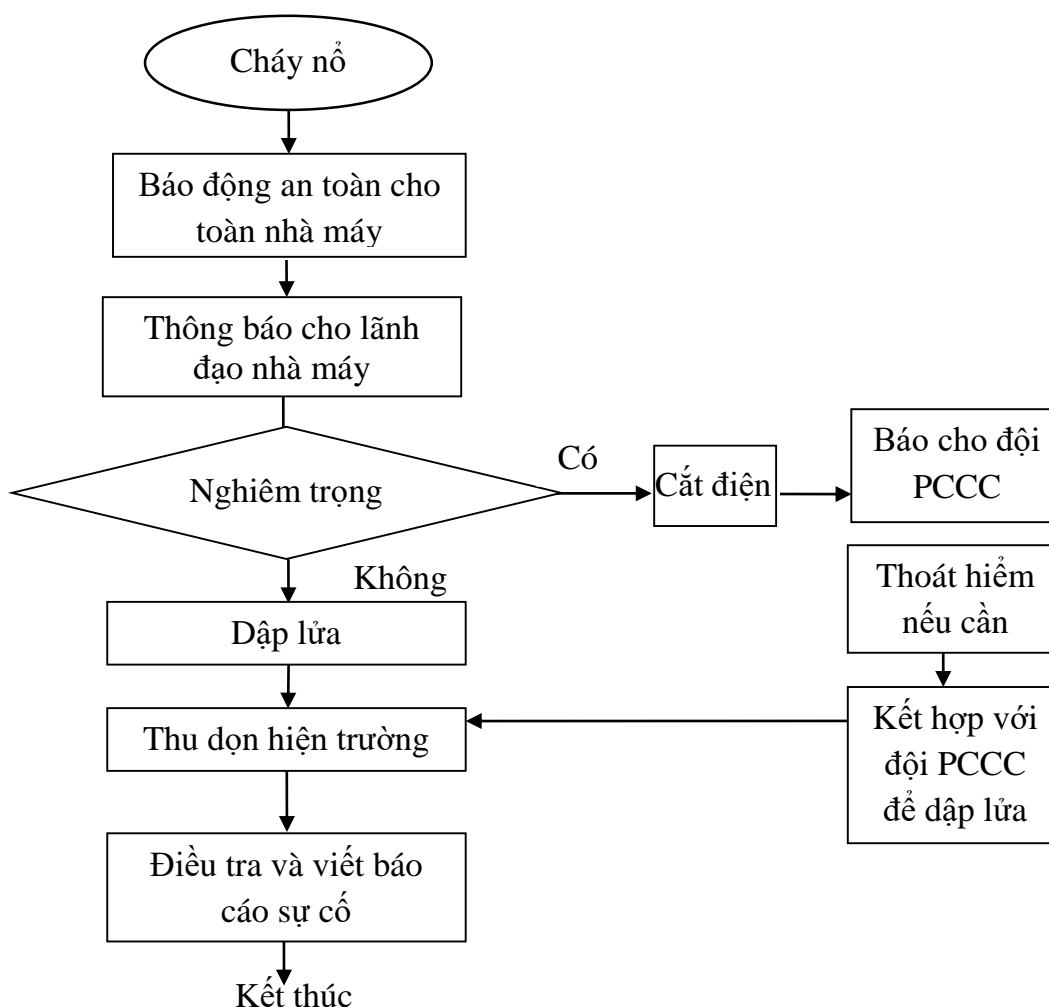 Cháy nổ
Báo động an toàn cho
toàn nhà máy
Thông báo cho lãnh
đạo nhà máy
Nghiêm trọng
Có
Cắt điện
Báo cho đội
PCCC
Không
Thoát hiểm
nếu cần
Dập lửa
Kết hợp với
đội PCCC
để dập lửa
Thu dọn hiện trường
Điều tra và viết báo
cáo sự cố
Kết thúc